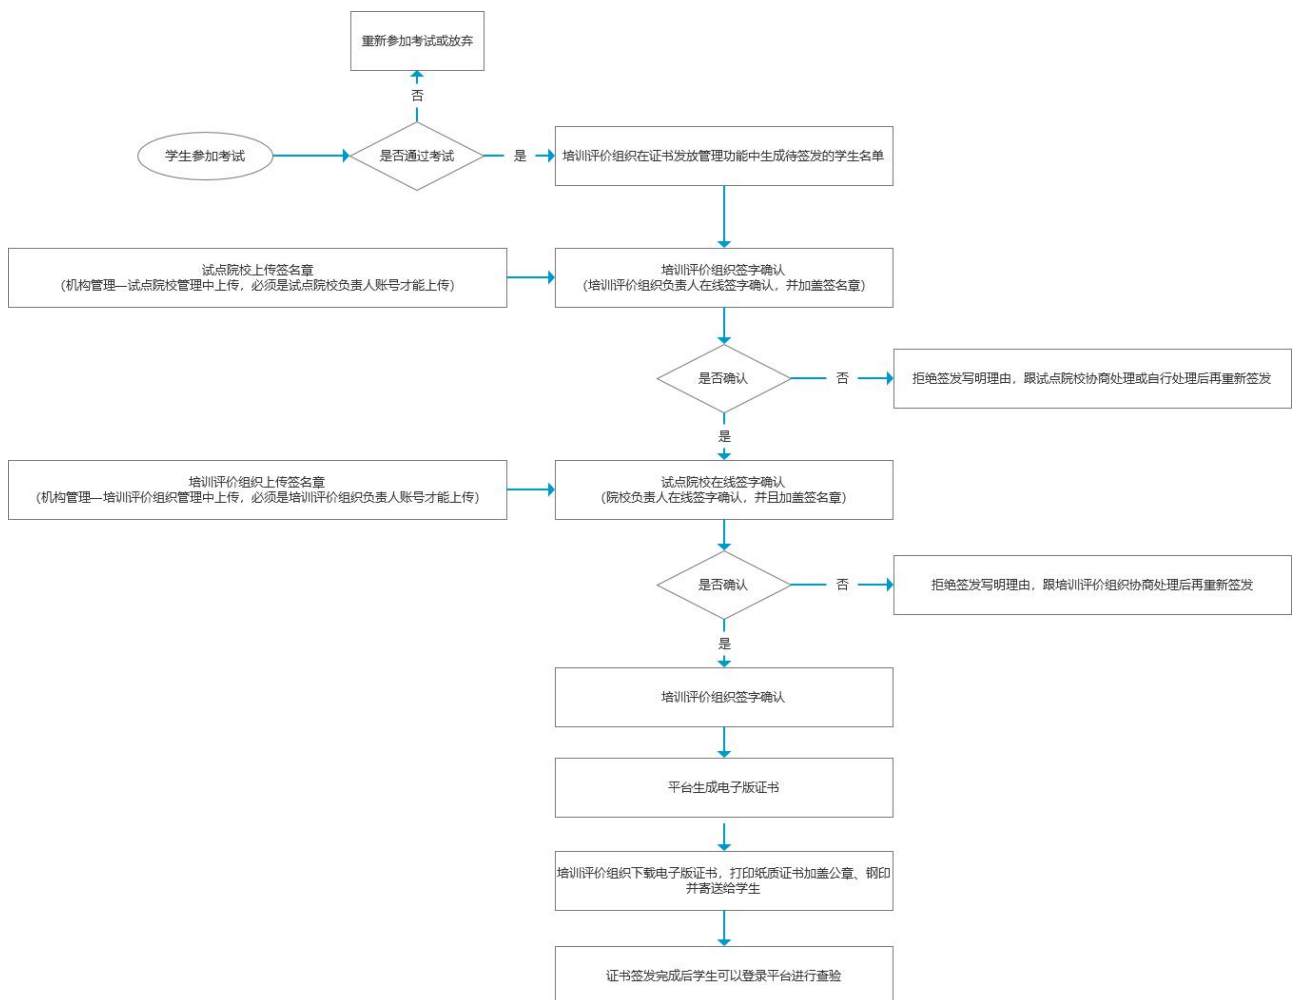 重新参加考试或放弃
否
学生参加考试
是否通过考试
是
培训评价组织在证书发放管理功能中生成待签发的学生名单
试点院校上传签名章
（机构管理—试点院校管理中上传，必须是试点院校负责人账号才能上传）
培训评价组织签字确认
（培训评价组织负责人在线签字确认，并加盖签名章）
是否确认
否
拒绝签发写明理由，跟试点院校协商处理或自行处理后再重新签发
是
培训评价组织上传签名章
（机构管理—培训评价组织管理中上传，必须是培训评价组织负责人账号才能上传）
试点院校在线签字确认
（院校负责人在线签字确认，并且加盖签名章）
是否确认
否
拒绝签发写明理由，跟培训评价组织协商处理后再重新签发
是
培训评价组织签字确认
平台生成电子版证书
培训评价组织下载电子版证书，打印纸质证书加盖公章、钢印
并寄送给学生
证书签发完成后学生可以登录平台进行查验